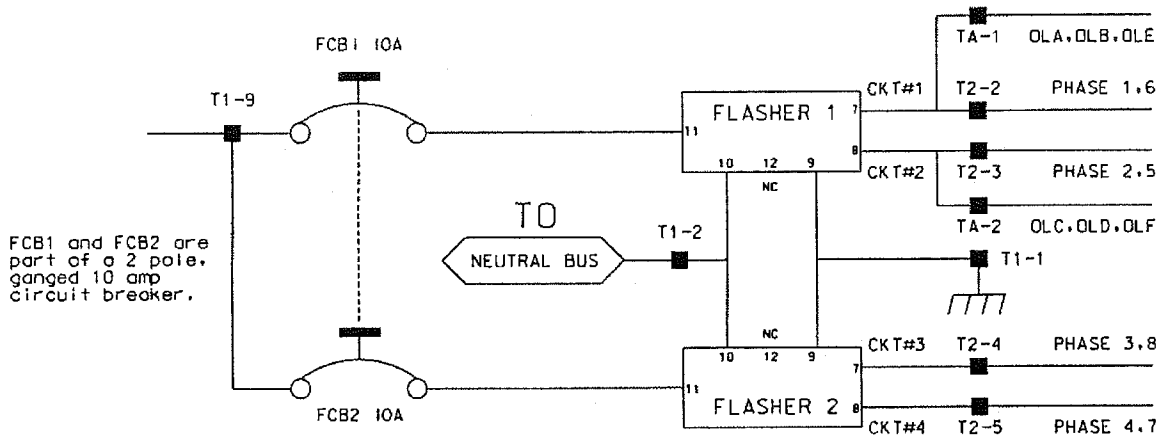 FCB1 10A
T1-9
TA-1 OLA,OLB,OLE
CKT#1 T2-2 PHASE 1,6
FLASHER 1
7
11
8
10 12 9
NC
CKT#2 T2-3 PHASE 2,5
TA-2 OLC,OLD,OLF
TO
NEUTRAL BUS
T1-2
T1-1
FCB1 and FCB2 are
part of a 2 pole,
ganged 10 amp
circuit breaker.
NC
10 12 9
CKT#3 T2-4 PHASE 3,8
7
11
FLASHER 2
8
FCB2 10A
CKT#4 T2-5 PHASE 4,7